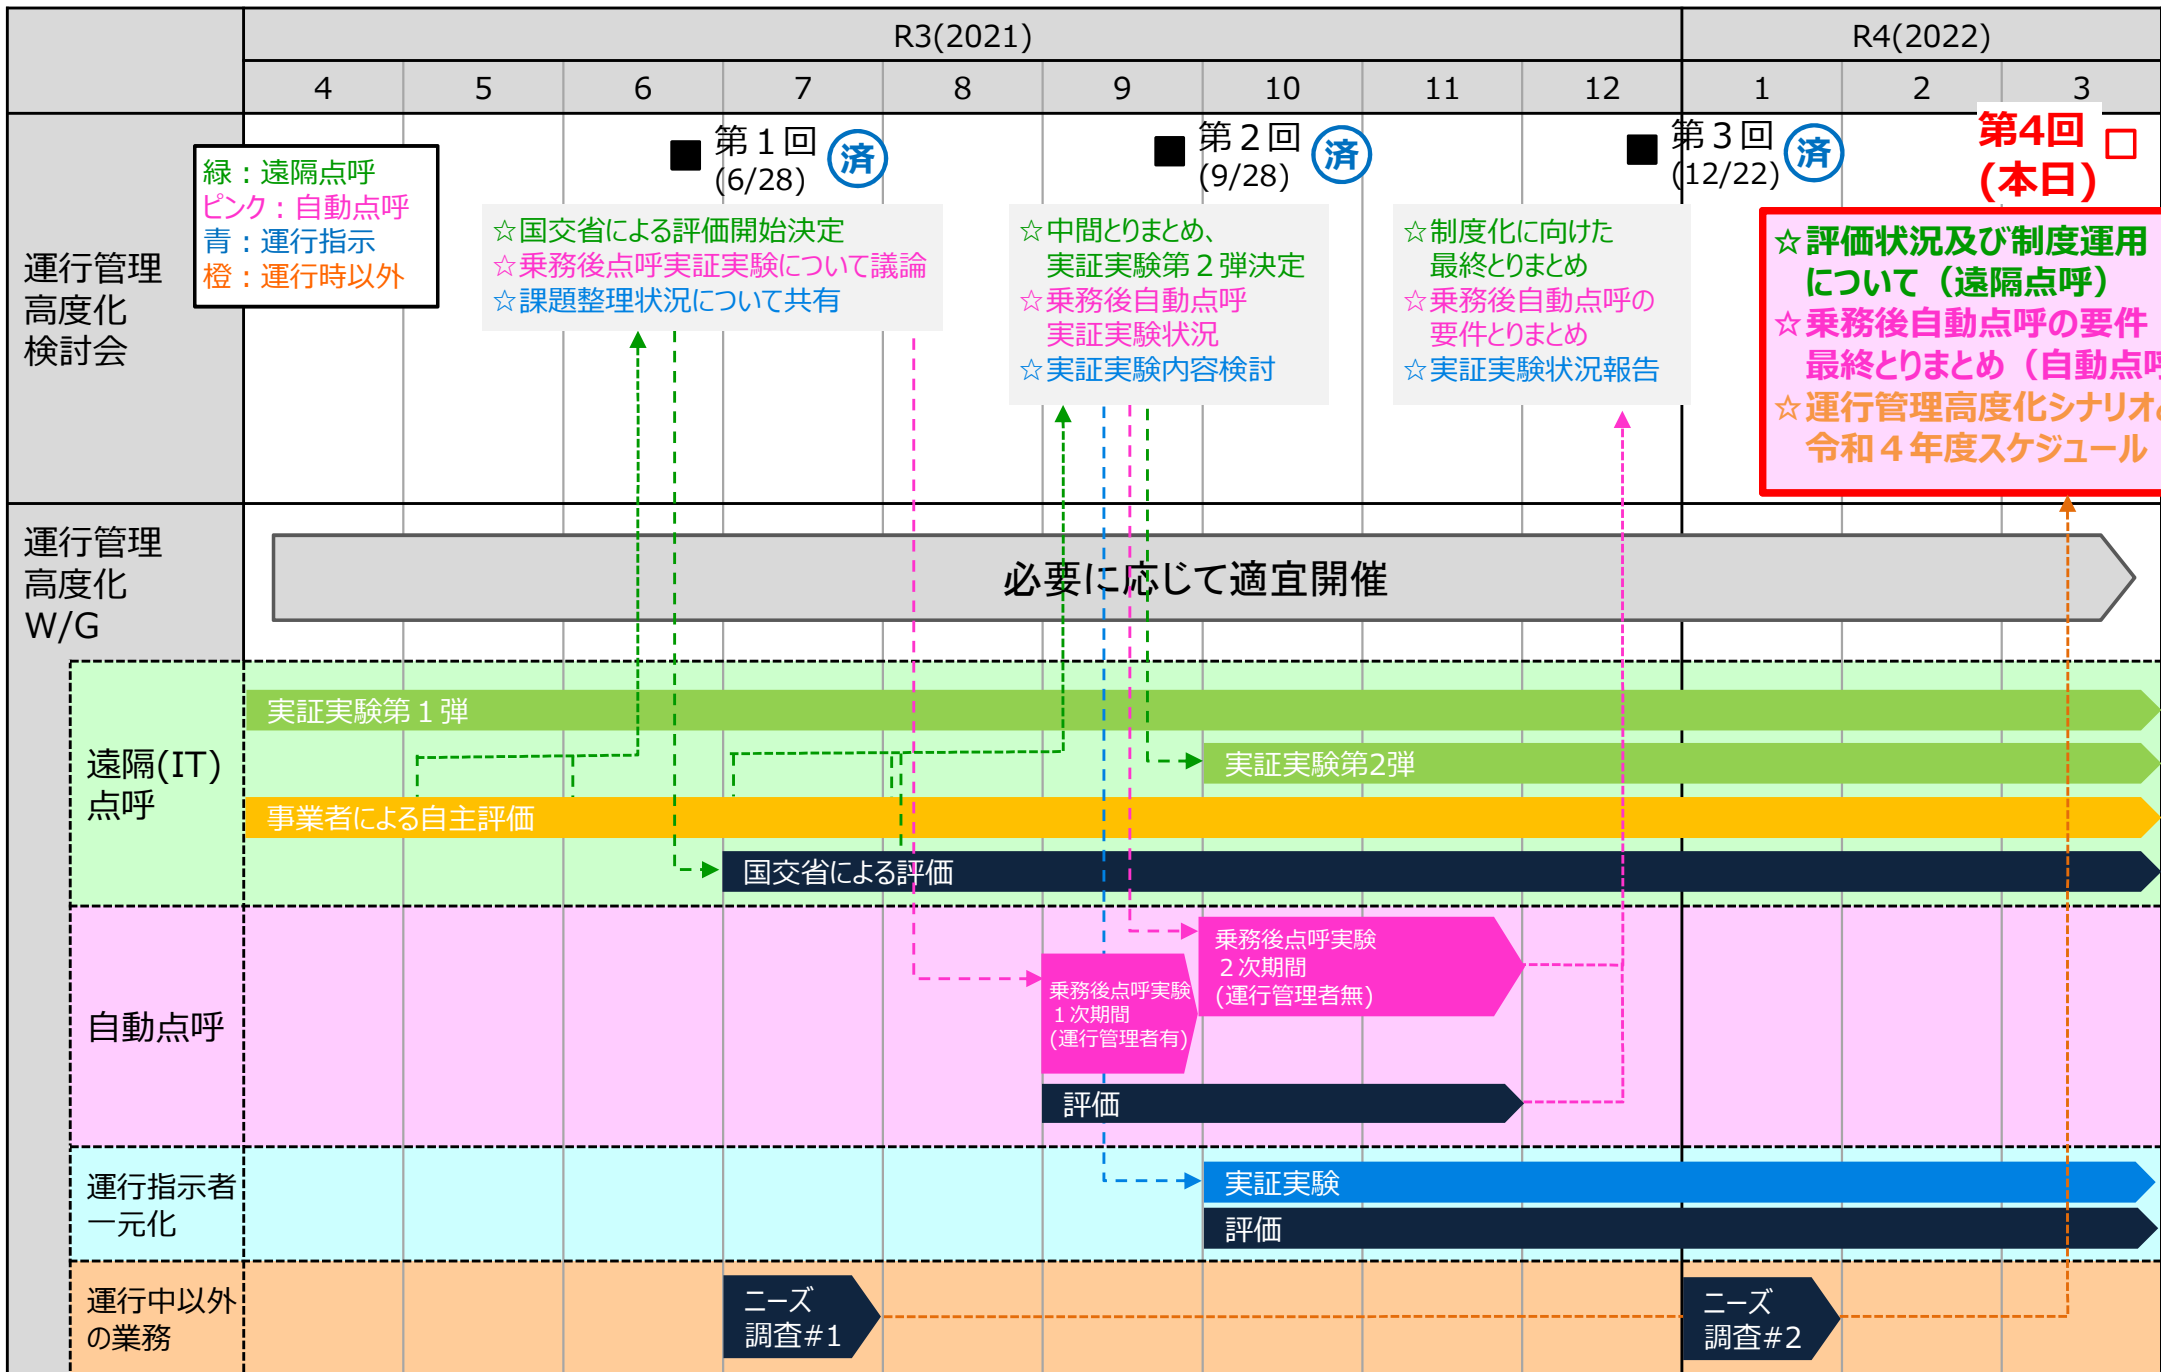 R3(2021)
R4(2022)
4
5
6
7
8
9
10
11
12
1
2
3
運行管理
高度化
検討会
緑：遠隔点呼
ピンク：自動点呼
青：運行指示
橙：運行時以外
■ 第１回
(6/28)
済
■ 第２回
(9/28)
済
■ 第３回
(12/22)
済
第4回 □
(本日)
☆国交省による評価開始決定
☆乗務後点呼実証実験について議論
☆課題整理状況について共有
☆中間とりまとめ、
実証実験第２弾決定
☆乗務後自動点呼
実証実験状況
☆実証実験内容検討
☆制度化に向けた
最終とりまとめ
☆乗務後自動点呼の
要件とりまとめ
☆実証実験状況報告
☆評価状況及び制度運用
について（遠隔点呼）
☆乗務後自動点呼の要件
最終とりまとめ（自動点呼
☆運行管理高度化シナリオ
令和４年度スケジュール
運行管理
高度化
W/G
必要に応じて適宜開催
遠隔(IT)
点呼
実証実験第１弾
実証実験第2弾
事業者による自主評価
国交省による評価
自動点呼
乗務後点呼実験
１次期間
(運行管理者有)
乗務後点呼実験
２次期間
(運行管理者無)
評価
運行指示者
一元化
実証実験
評価
運行中以外
の業務
ニーズ
調査#1
ニーズ
調査#2